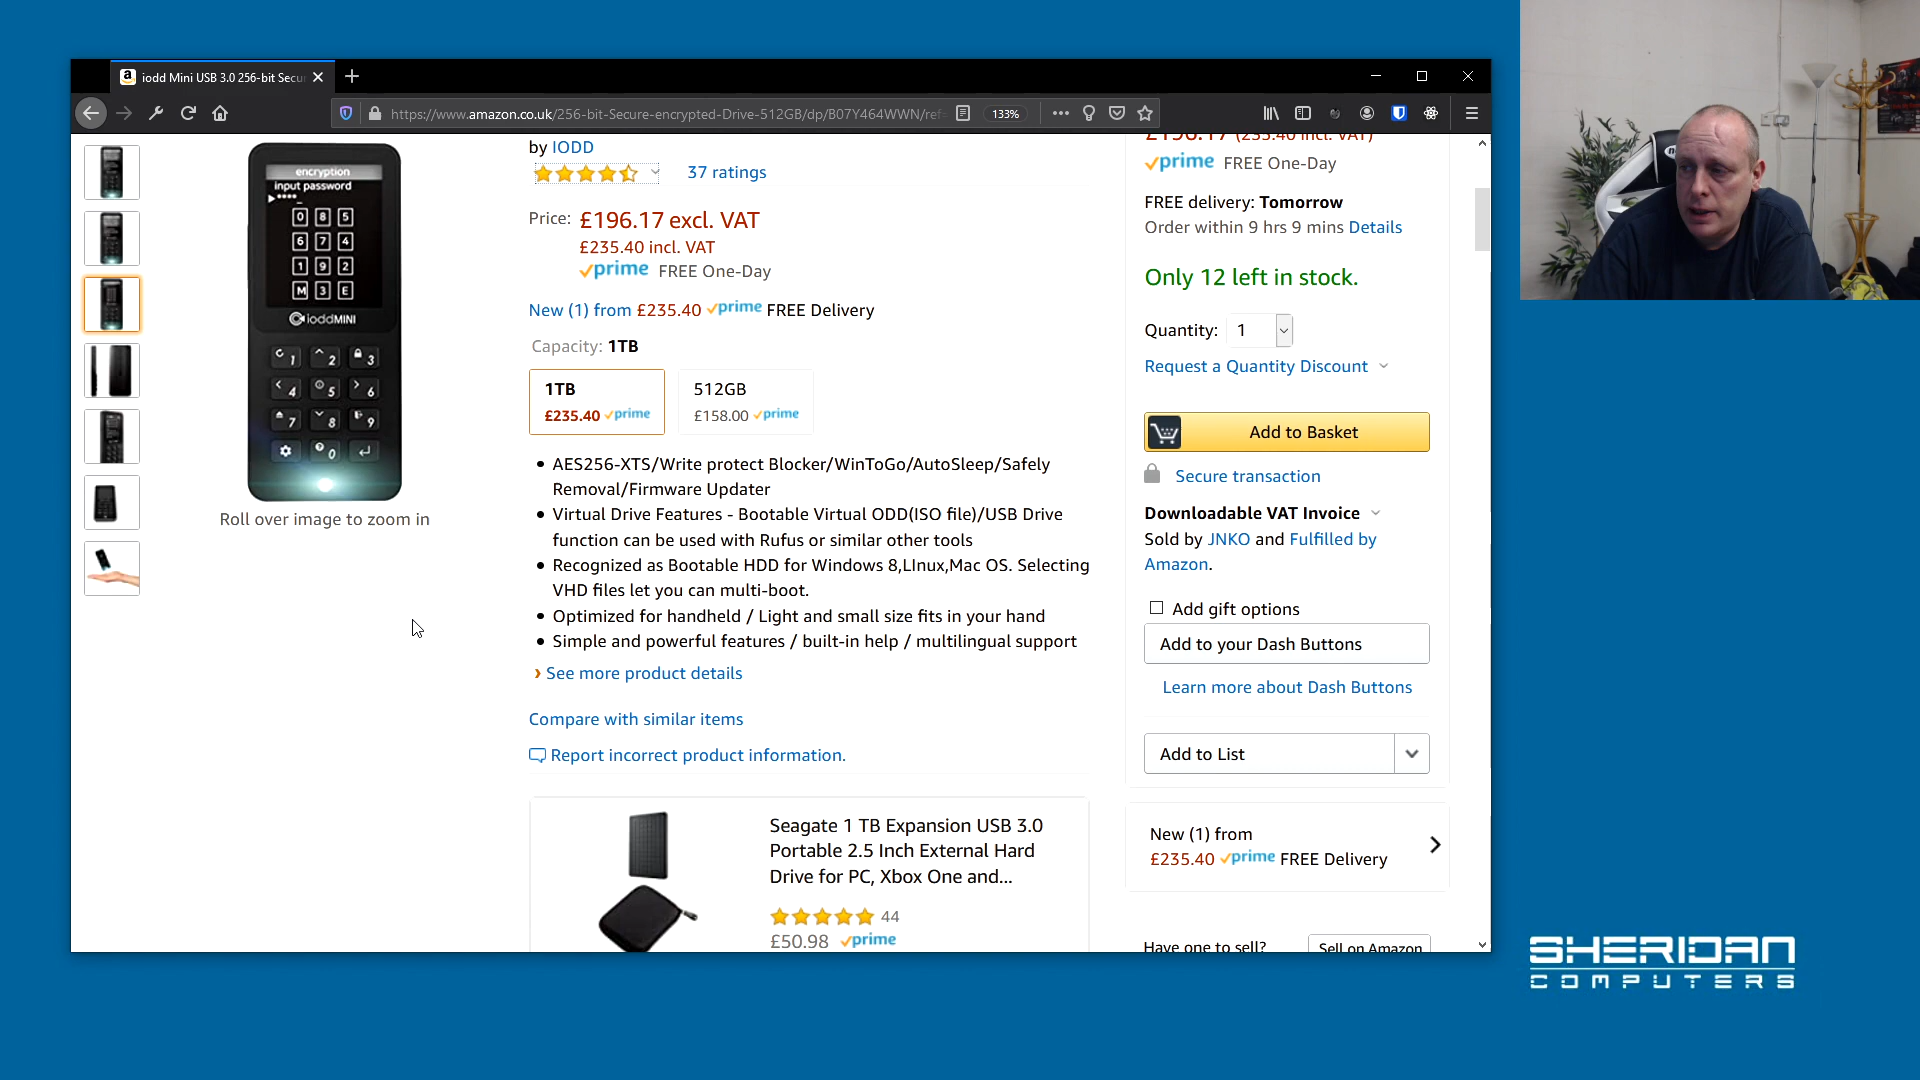 iodd Mini USB 3.0 256-bit Secu
https://www.amazon.co.uk/256-bit-Secure-encrypted-Drive-512GB/dp/B07Y464WWN/ref
133%
encryption
input password
****_
0 8 5
6 7 4
1 9 2
M 3 E
ioddMINI
1 2 3
4 5 6
7 8 9
0
Roll over image to zoom in
by IODD
37 ratings
Price: £196.17 excl. VAT
£235.40 incl. VAT
prime FREE One-Day
New (1) from £235.40 prime FREE Delivery
Capacity: 1TB
1TB
£235.40 prime
512GB
£158.00 prime
• AES256-XTS/Write protect Blocker/WinToGo/AutoSleep/Safely
Removal/Firmware Updater
• Virtual Drive Features - Bootable Virtual ODD(ISO file)/USB Drive
function can be used with Rufus or similar other tools
• Recognized as Bootable HDD for Windows 8,LInux,Mac OS. Selecting
VHD files let you can multi-boot.
• Optimized for handheld / Light and small size fits in your hand
• Simple and powerful features / built-in help / multilingual support
› See more product details
Compare with similar items
Report incorrect product information.
Seagate 1 TB Expansion USB 3.0
Portable 2.5 Inch External Hard
Drive for PC, Xbox One and...
44
£50.98 prime
£196.17 (235.40 incl. VAT)
prime FREE One-Day
FREE delivery: Tomorrow
Order within 9 hrs 9 mins Details
Only 12 left in stock.
Quantity: 1
Request a Quantity Discount
Add to Basket
Secure transaction
Downloadable VAT Invoice
Sold by JNKO and Fulfilled by
Amazon.
Add gift options
Add to your Dash Buttons
Learn more about Dash Buttons
Add to List
New (1) from
£235.40 prime FREE Delivery
Have one to sell?
Sell on Amazon
SHERIDAN
COMPUTERS